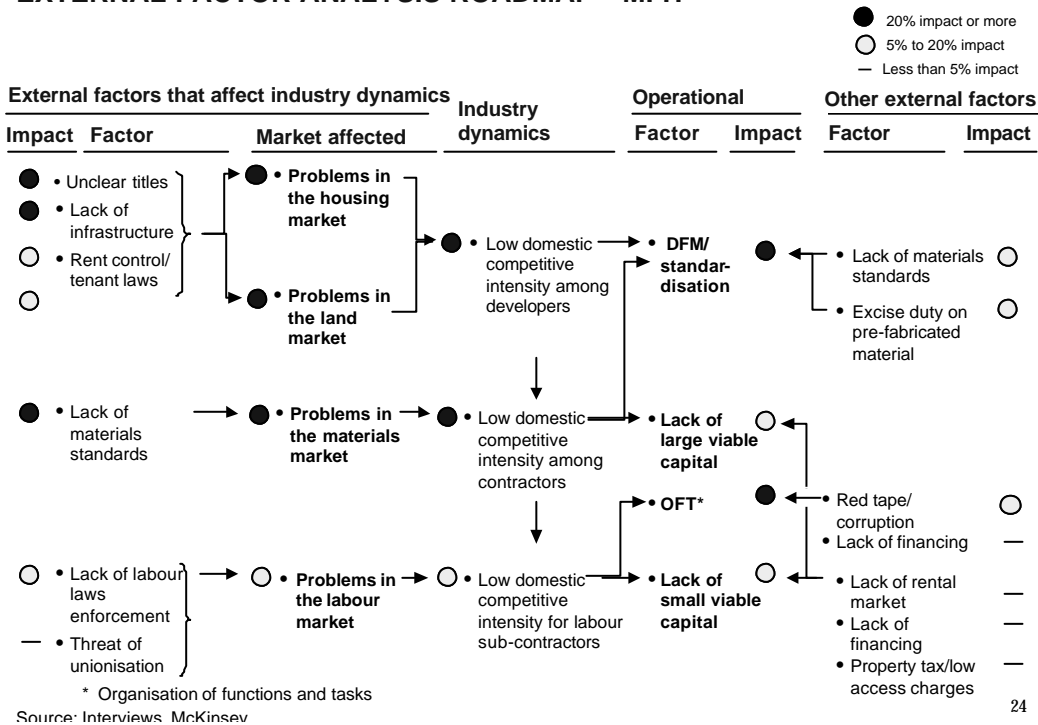 20% impact or more
5% to 20% impact
— Less than 5% impact
External factors that affect industry dynamics
Industry
dynamics
Operational
Other external factors
Impact Factor
Market affected
Factor Impact
Factor Impact
• Unclear titles
• Lack of
infrastructure
• Rent control/
tenant laws
• Problems in
the housing
market
• Problems in
the land
market
• Low domestic
competitive
intensity among
developers
• DFM/
standar-
disation
• Lack of materials
standards
• Excise duty on
pre-fabricated
material
• Lack of
materials
standards
• Problems in
the materials
market
• Low domestic
competitive
intensity among
contractors
• Lack of
large viable
capital
• OFT*
• Red tape/
corruption
• Lack of financing —
• Lack of labour
laws
enforcement
— • Threat of
unionisation
• Problems in
the labour
market
• Low domestic
competitive
intensity for labour
sub-contractors
• Lack of
small viable
capital
• Lack of rental
market —
• Lack of
financing —
• Property tax/low
access charges —
* Organisation of functions and tasks
Source: Interviews, McKinsey
24